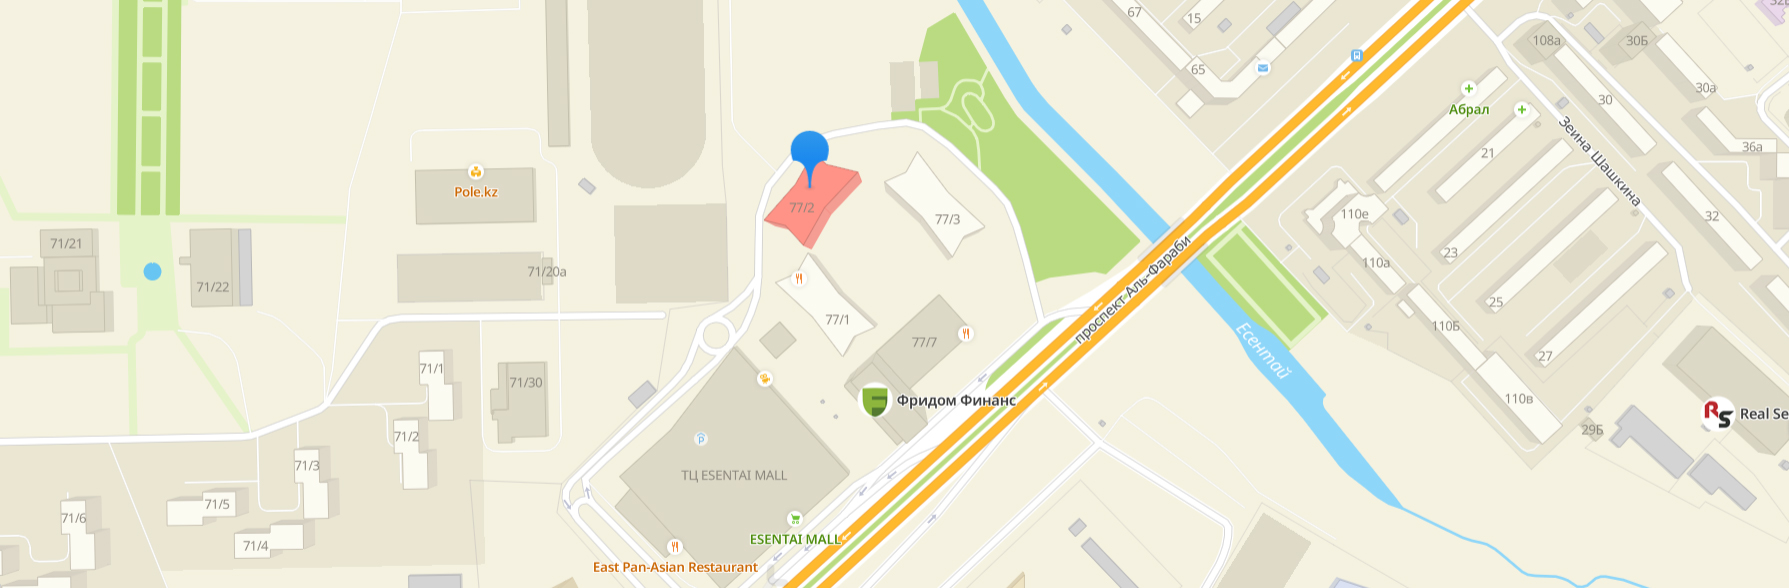 67
15
108а
30Б
65
30
30а
Абрал
21
36а
Зеина Шашкина
Pole.kz
77/2
77/3
110е
32
71/21
23
110а
71/20а
71/22
проспект Аль-Фараби
25
77/1
110Б
77/7
Есентай
27
71/1
71/30
110в
Фридом Финанс
RS
Real Se
29Б
71/2
71/3
P
ТЦ ESENTAI MALL
71/5
71/6
71/4
ESENTAI MALL
East Pan-Asian Restaurant